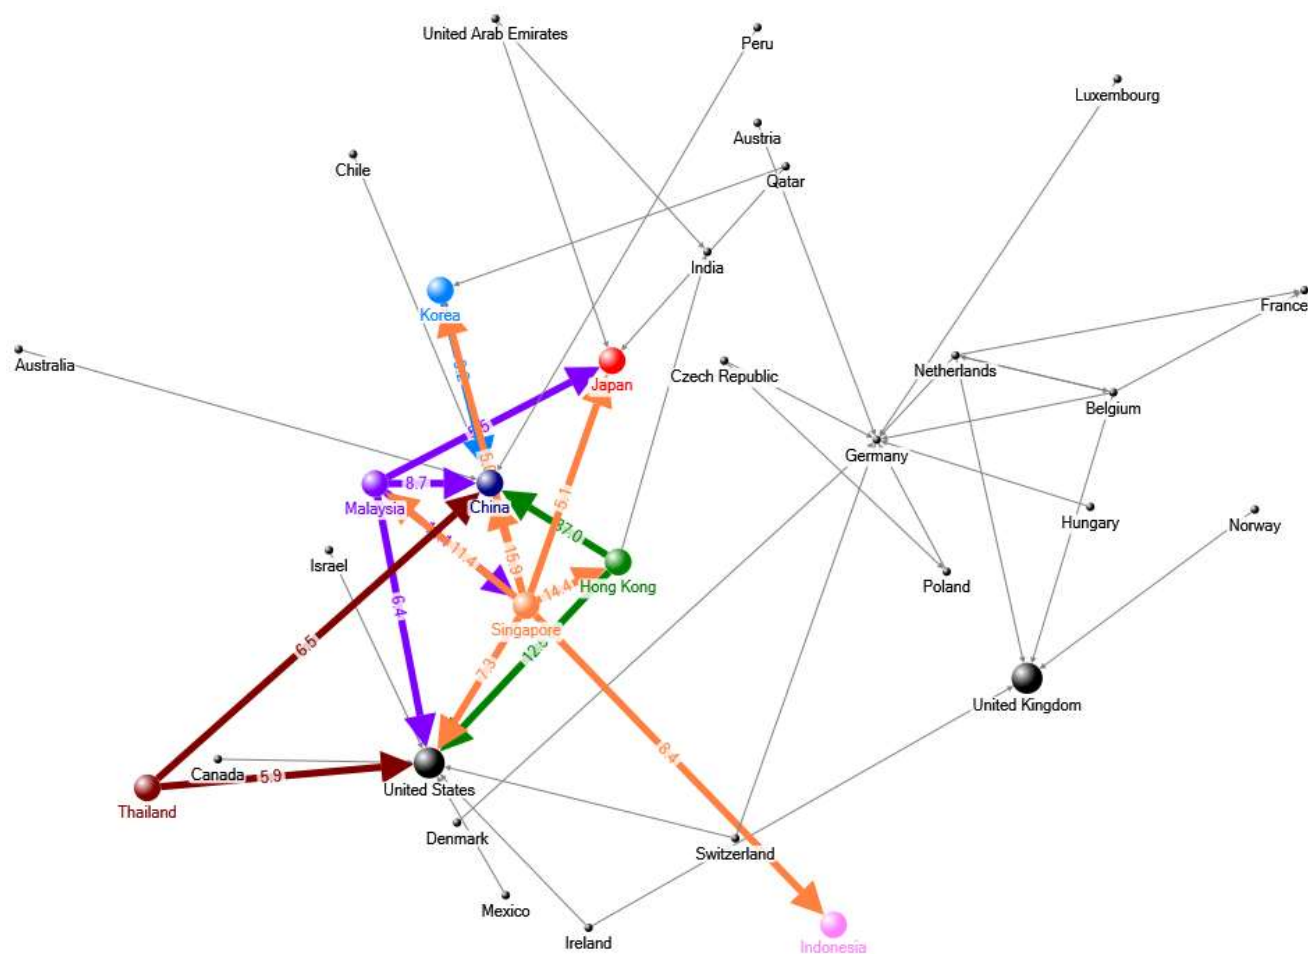 United Arab Emirates
Peru
Luxembourg
Austria
Chile
Qatar
India
France
Korea
Australia
Netherlands
Czech Republic
Japan
Belgium
Germany
8.7
5.1
Malaysia
China
Hungary
Norway
37.0
11.4
15.9
Israel
Hong Kong
Poland
14.4
6.4
Singapore
6.5
7.3
United Kingdom
8.4
Canada
5.9
United States
Thailand
Denmark
Switzerland
Mexico
Ireland
Indonesia